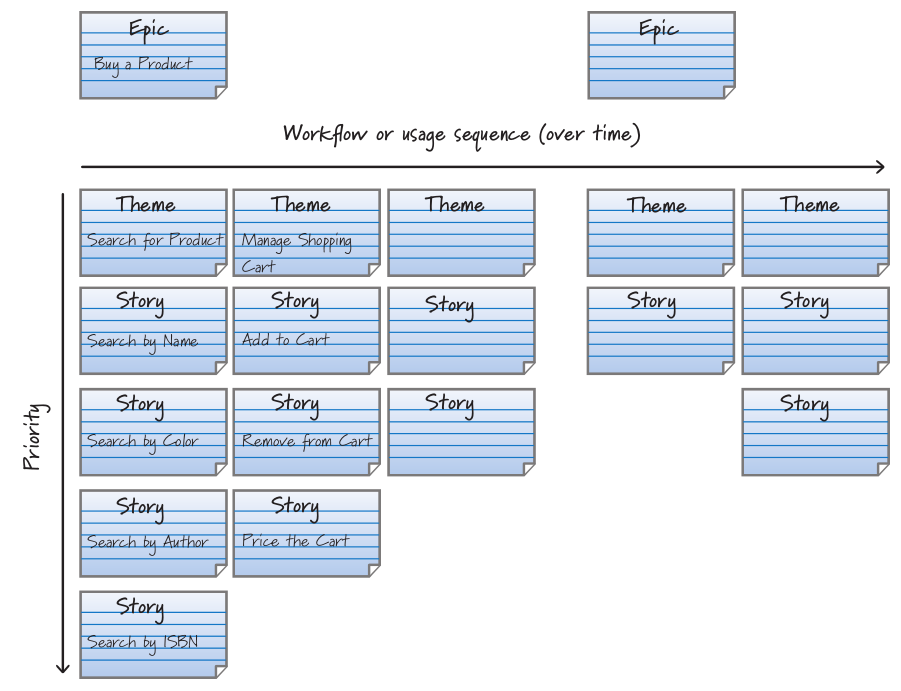 Epic
Buy a Product
Epic
Workflow or usage sequence (over time)
Priority
Theme
Search for Product
Theme
Manage Shopping
Cart
Theme
Theme
Theme
Story
Search by Name
Story
Add to Cart
Story
Story
Story
Story
Search by Color
Story
Remove from Cart
Story
Story
Story
Search by Author
Story
Price the Cart
Story
Search by ISBN